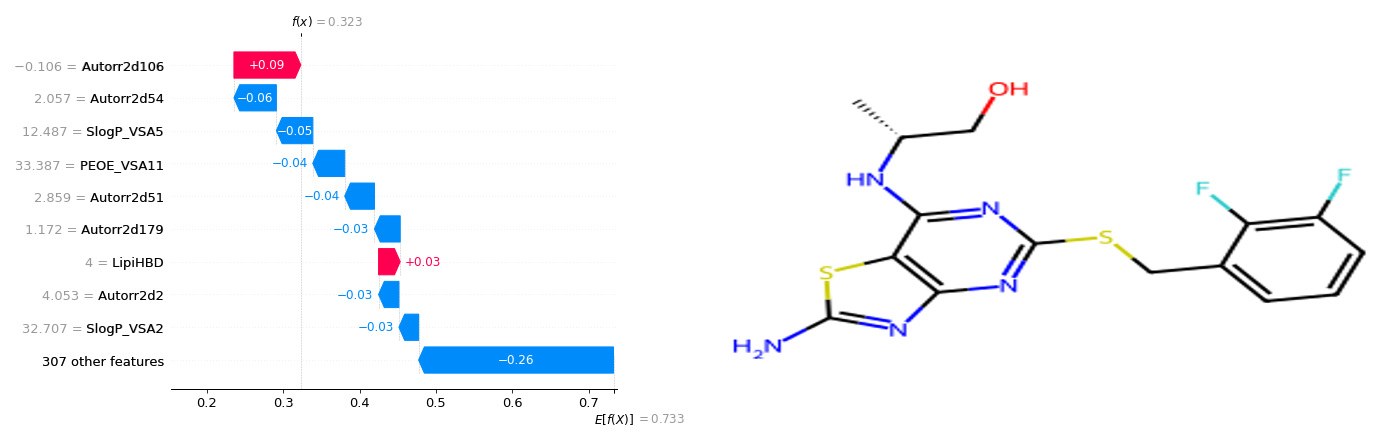 f(x) = 0.323
−0.106 = Autorr2d106
+0.09
2.057 = Autorr2d54
−0.06
12.487 = SlogP_VSA5
−0.05
33.387 = PEOE_VSA11
−0.04
2.859 = Autorr2d51
−0.04
1.172 = Autorr2d179
−0.03
4 = LipiHBD
+0.03
4.053 = Autorr2d2
−0.03
32.707 = SlogP_VSA2
−0.03
307 other features
−0.26
0.2 0.3 0.4 0.5 0.6 0.7
E[f(X)] = 0.733
OH
HN
N
S
N
S
N
H2N
F
F